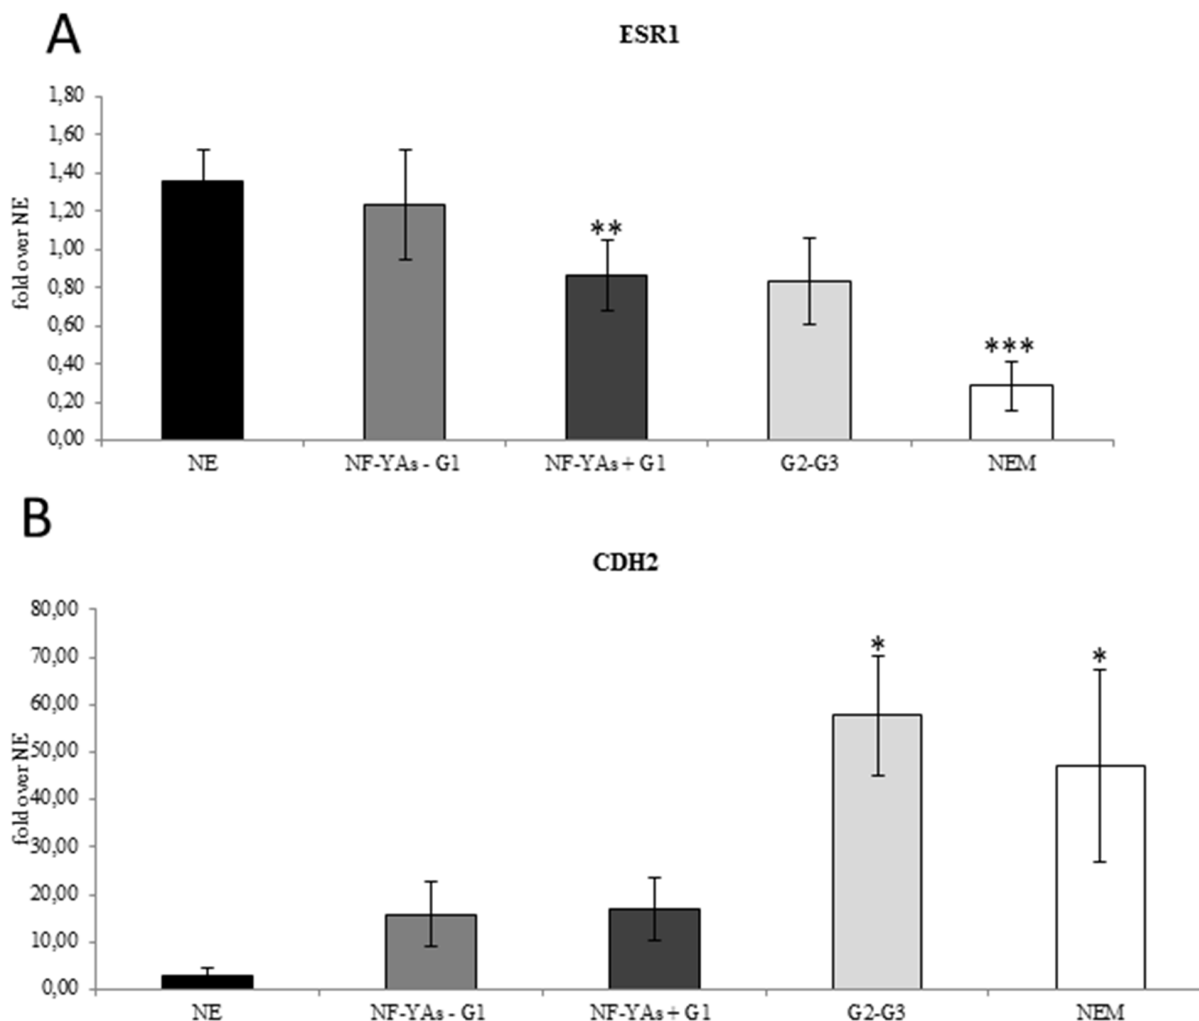 A
ESR1
1,80
1,60
1,40
1,20
1,00
0,80
0,60
0,40
0,20
0,00
fold over NE
**
***
NE NF-YAs - G1 NF-YAs + G1 G2-G3 NEM
B
CDH2
80,00
70,00
60,00
50,00
40,00
30,00
20,00
10,00
0,00
fold over NE
*
*
NE NF-YAs - G1 NF-YAs + G1 G2-G3 NEM